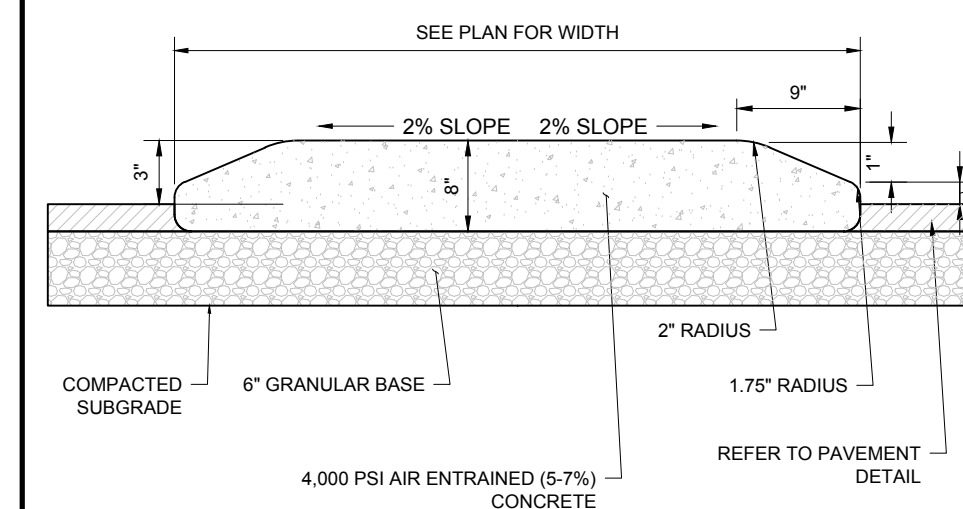 SEE PLAN FOR WIDTH
9"
2% SLOPE 2% SLOPE
3"
8"
1"
2" RADIUS
COMPACTED
SUBGRADE
6" GRANULAR BASE
1.75" RADIUS
REFER TO PAVEMENT
DETAIL
4,000 PSI AIR ENTRAINED (5-7%)
CONCRETE